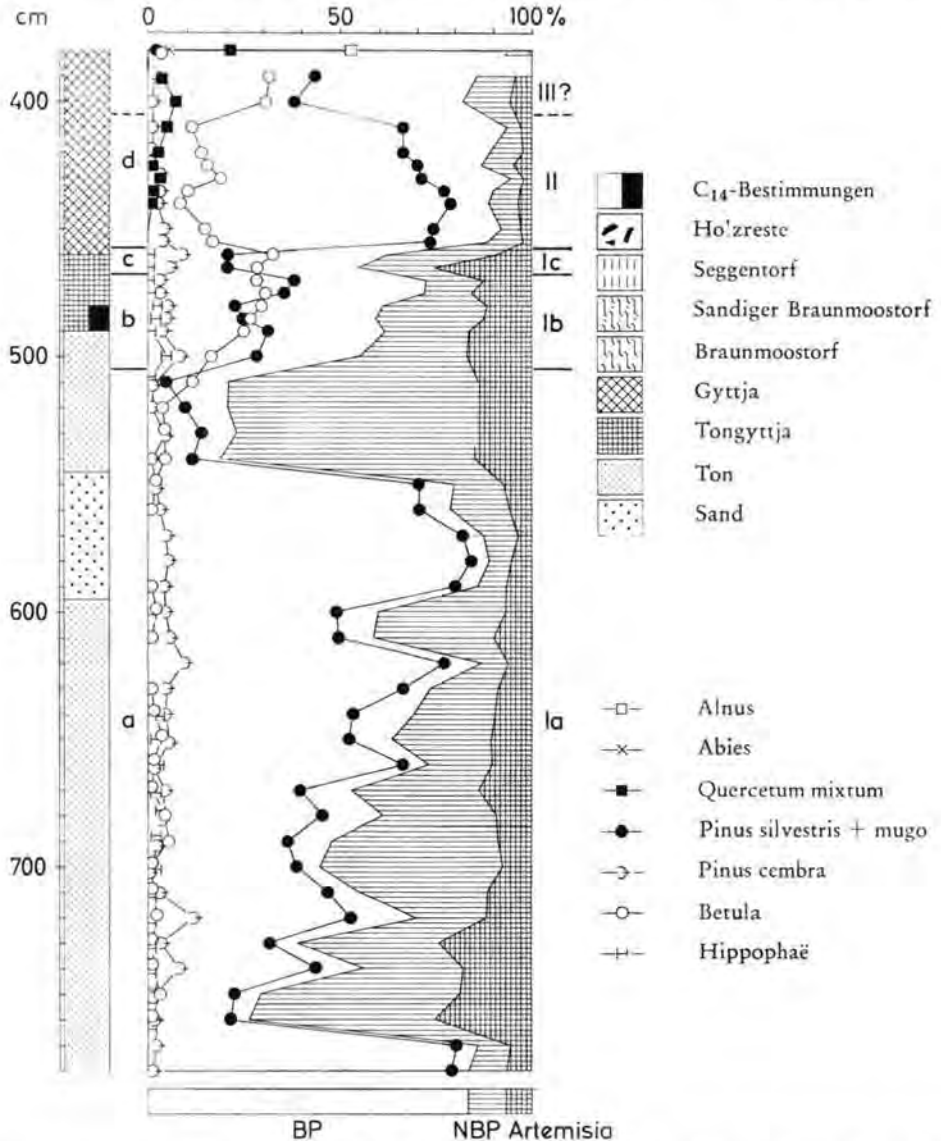 cm
0 50 100 %
400
500
600
700
d
c
b
a
III?
II
Ic
Ib
Ia
BP NBP Artemisia
C14-Bestimmungen
Ho!zreste
Seggentorf
Sandiger Braunmoostorf
Braunmoostorf
Gyttja
Tongyttja
Ton
Sand
Alnus
Abies
Quercetum mixtum
Pinus silvestris + mugo
Pinus cembra
Betula
Hippophaë